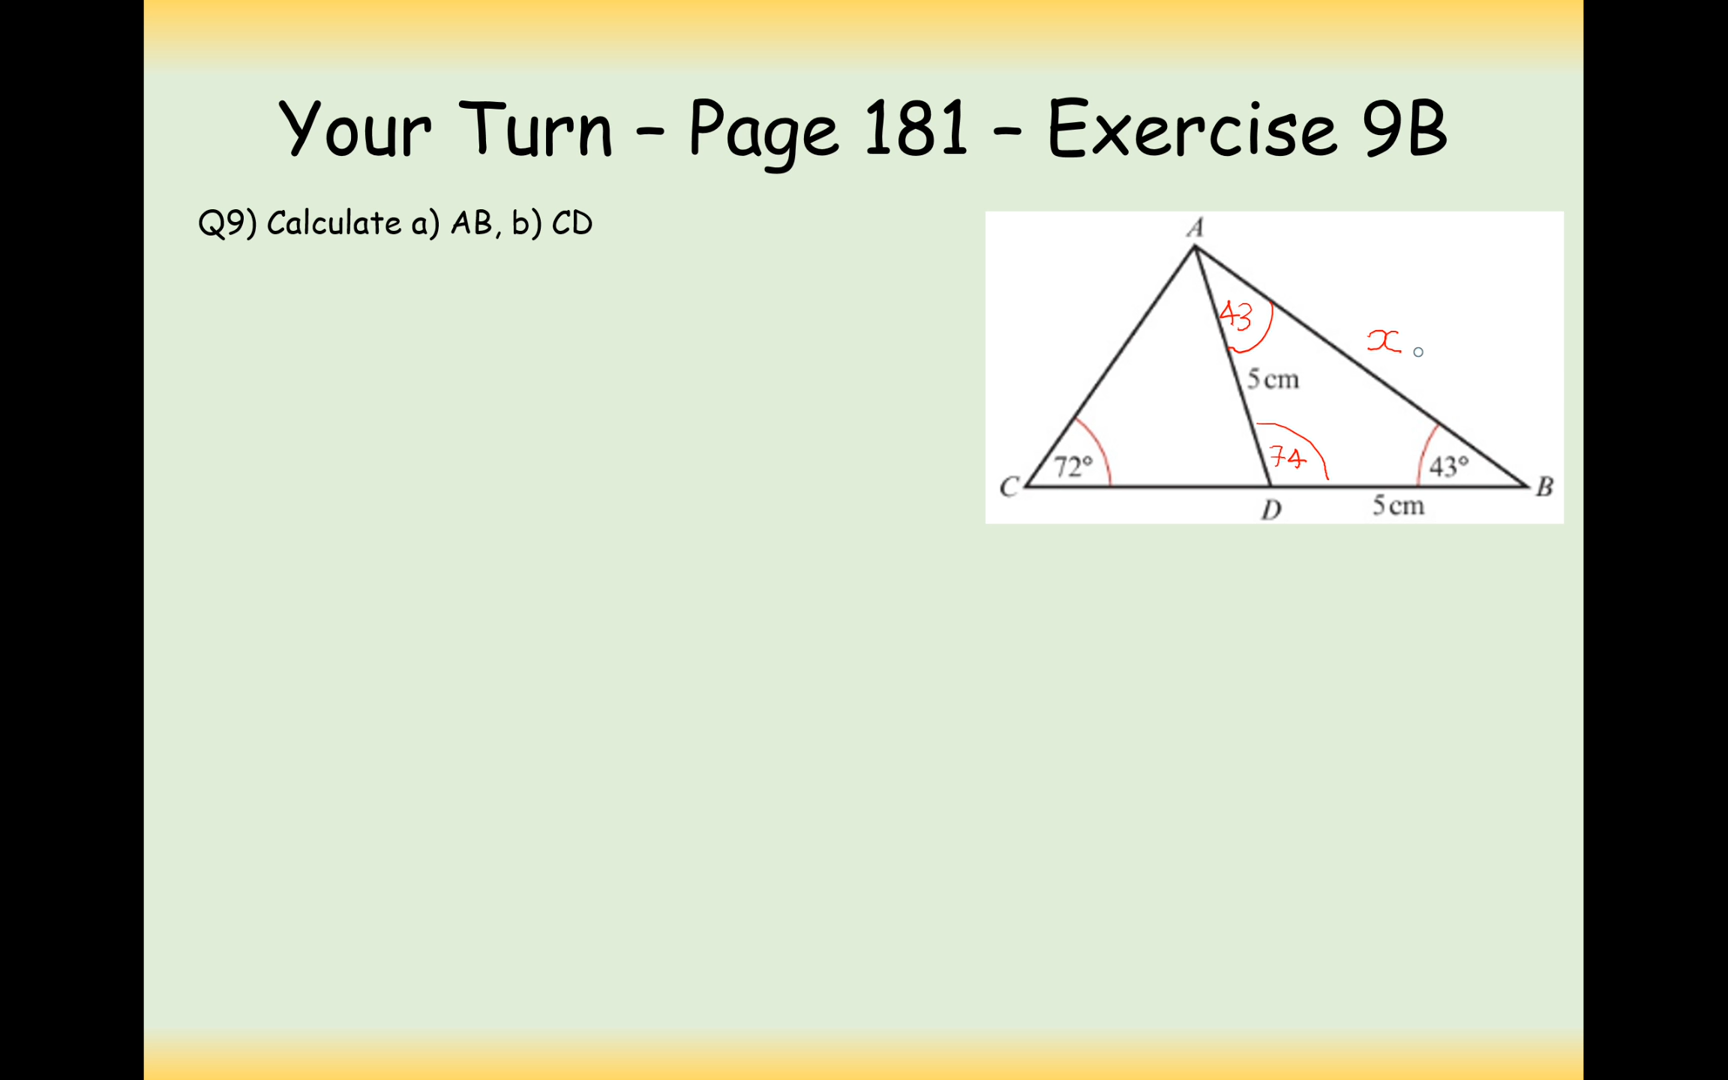 Your Turn – Page 181 – Exercise 9B
Q9) Calculate a) AB, b) CD
A
43
x
5 cm
74
72°
43°
C
B
D
5 cm